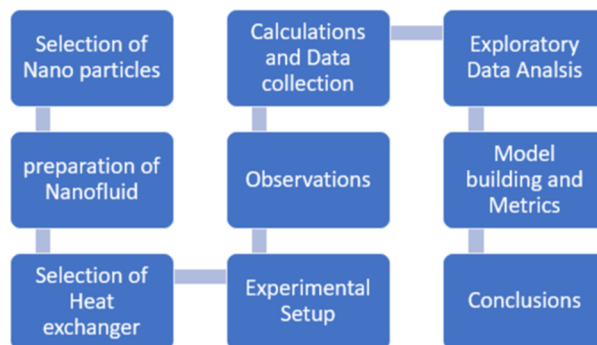 Selection of
Nano particles
preparation of
Nanofluid
Selection of
Heat
exchanger
Experimental
Setup
Observations
Calculations
and Data
collection
Exploratory
Data Analsis
Model
building and
Metrics
Conclusions